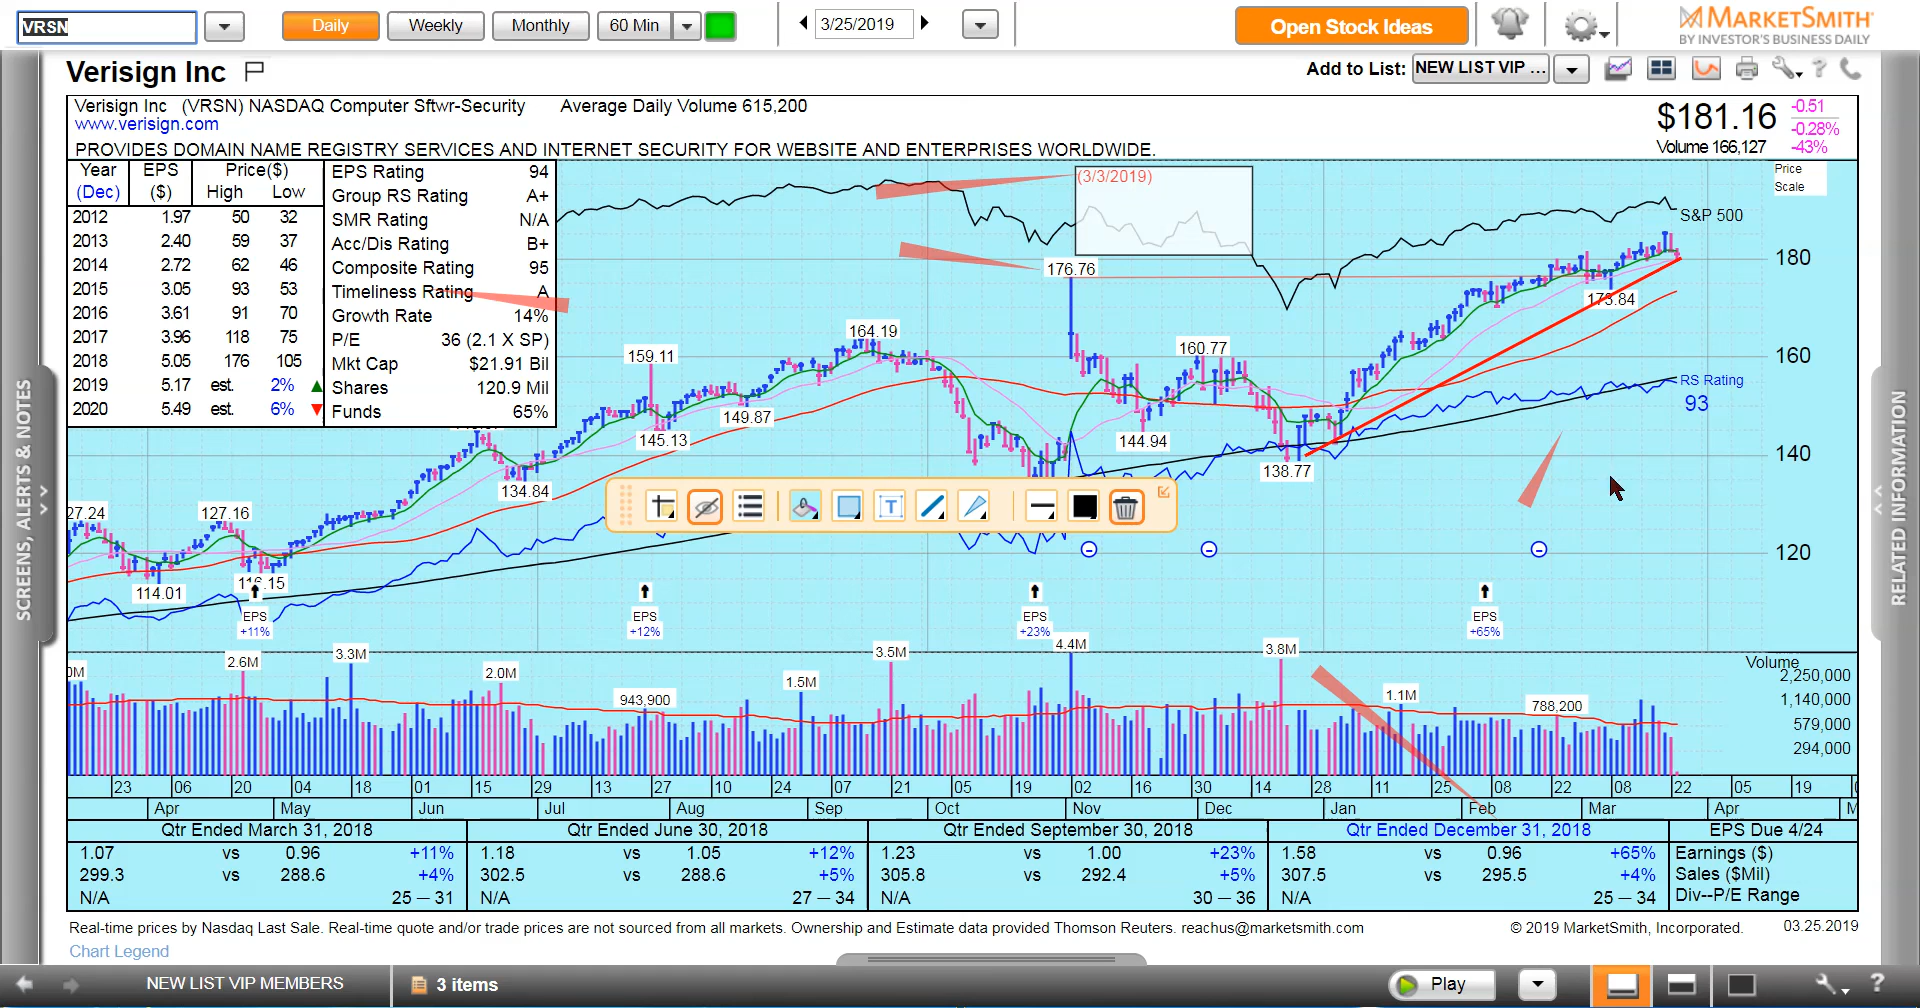 VRSN
Daily
Weekly
Monthly
60 Min
3/25/2019
Open Stock Ideas
MARKETSMITH
BY INVESTOR'S BUSINESS DAILY
Verisign Inc
Add to List:
NEW LIST VIP ...
Verisign Inc (VRSN) NASDAQ Computer Sftwr-Security Average Daily Volume 615,200
www.verisign.com
PROVIDES DOMAIN NAME REGISTRY SERVICES AND INTERNET SECURITY FOR WEBSITE AND ENTERPRISES WORLDWIDE.
$181.16
-0.51
-0.28%
Volume 166,127
-43%
Year EPS Price($)
(Dec) ($) High Low
2012 1.97 50 32
2013 2.40 59 37
2014 2.72 62 46
2015 3.05 93 53
2016 3.61 91 70
2017 3.96 118 75
2018 5.05 176 105
2019 5.17 est. 2%
2020 5.49 est. 6%
EPS Rating 94
Group RS Rating A+
SMR Rating N/A
Acc/Dis Rating B+
Composite Rating 95
Timeliness Rating A
Growth Rate 14%
P/E 36 (2.1 X SP)
Mkt Cap $21.91 Bil
Shares 120.9 Mil
Funds 65%
(3/3/2019)
Price
Scale
S&P 500
180
160
140
120
RS Rating
93
176.76
173.84
164.19
160.77
159.11
149.87
145.13
144.94
138.77
134.84
27.24
127.16
114.01
116.15
T
EPS
+11%
EPS
+12%
EPS
+23%
EPS
+65%
0M
2.6M
3.3M
2.0M
943,900
1.5M
3.5M
4.4M
3.8M
1.1M
788,200
Volume
2,250,000
1,140,000
579,000
294,000
23 06 20 04 18 01 15 29 13 27 10 24 07 21 05 19 02 16 30 14 28 11 25 08 22 08 22 05 19
Apr May Jun Jul Aug Sep Oct Nov Dec Jan Feb Mar Apr M
Qtr Ended March 31, 2018 Qtr Ended June 30, 2018 Qtr Ended September 30, 2018 Qtr Ended December 31, 2018 EPS Due 4/24
1.07 vs 0.96 +11% 1.18 vs 1.05 +12% 1.23 vs 1.00 +23% 1.58 vs 0.96 +65% Earnings ($)
299.3 vs 288.6 +4% 302.5 vs 288.6 +5% 305.8 vs 292.4 +5% 307.5 vs 295.5 +4% Sales ($Mil)
N/A 25 — 31 N/A 27 — 34 N/A 30 — 36 N/A 25 — 34 Div--P/E Range
Real-time prices by Nasdaq Last Sale. Real-time quote and/or trade prices are not sourced from all markets. Ownership and Estimate data provided Thomson Reuters. reachus@marketsmith.com © 2019 MarketSmith, Incorporated. 03.25.2019
Chart Legend
SCREENS, ALERTS & NOTES
RELATED INFORMATION
NEW LIST VIP MEMBERS
3 items
Play